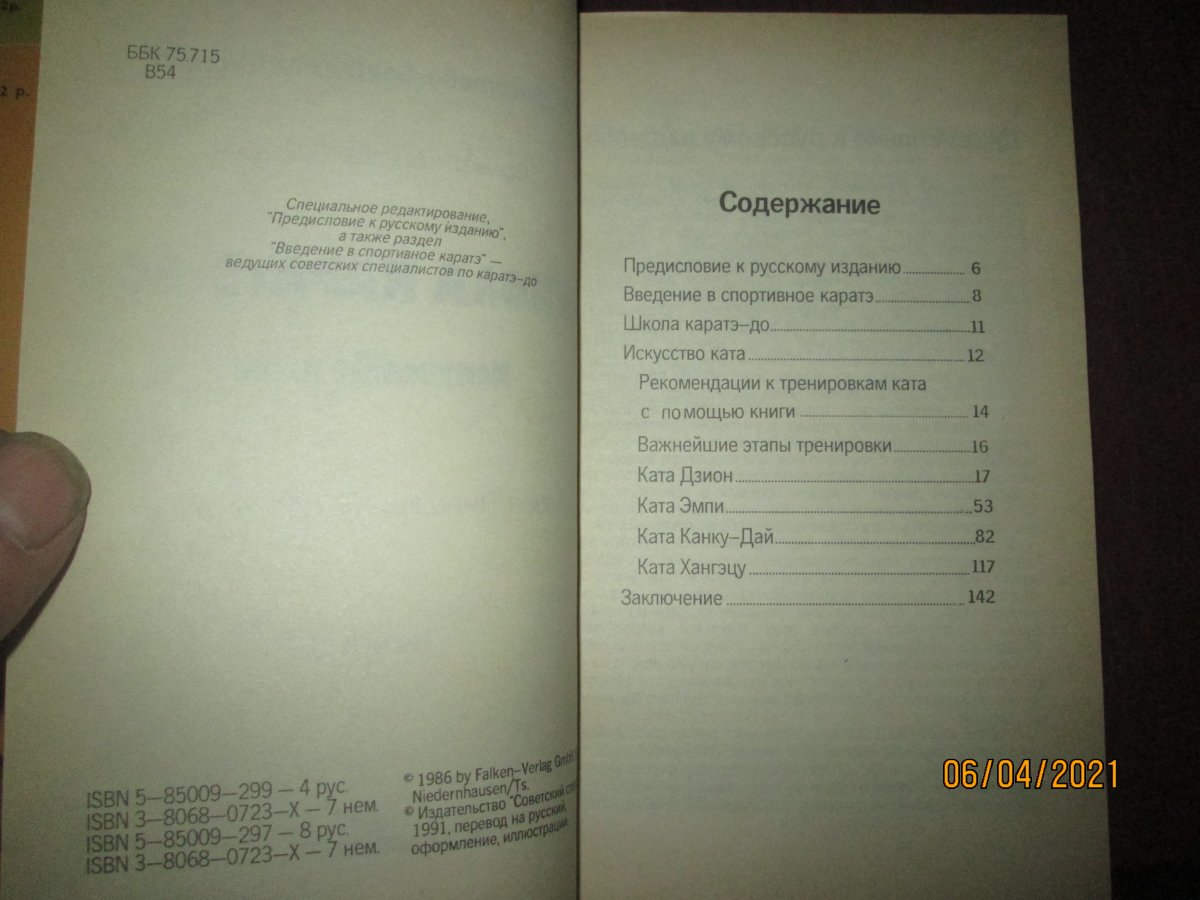 2р.
2 р.
ББК 75.715
В54
Специальное редактирование,
"Предисловие к русскому изданию",
а также раздел
"Введение в спортивное каратэ" —
ведущих советских специалистов по каратэ–до
ISBN 5—85009—299 — 4 рус.
ISBN 3—8068—0723—X — 7 нем.
ISBN 5—85009—297 — 8 рус.
ISBN 3—8068—0723—X — 7 нем.
© 1986 by Falken–Verlag GmbH
Niedernhausen/Ts.
© Издательство "Советский
1991, перевод на русский,
оформление, иллюстрации.
Содержание
Предисловие к русскому изданию 6
Введение в спортивное каратэ 8
Школа каратэ–до 11
Искусство ката 12
Рекомендации к тренировкам ката
с помощью книги 14
Важнейшие этапы тренировки 16
Ката Дзион 17
Ката Эмпи 53
Ката Канку–Дай 82
Ката Хангэцу 117
Заключение 142
06/04/2021